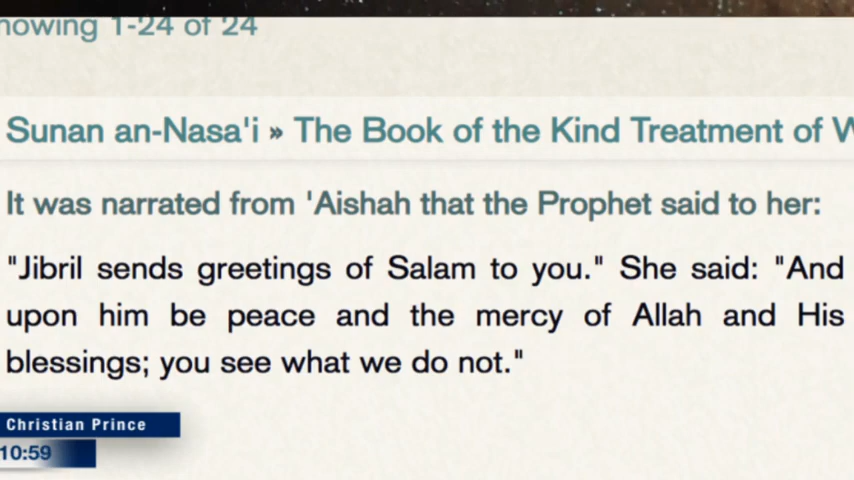 howing 1-24 of 24
Sunan an-Nasa'i » The Book of the Kind Treatment of W
It was narrated from 'Aishah that the Prophet said to her:
"Jibril sends greetings of Salam to you." She said: "And
upon him be peace and the mercy of Allah and His
blessings; you see what we do not."
Christian Prince
10:59